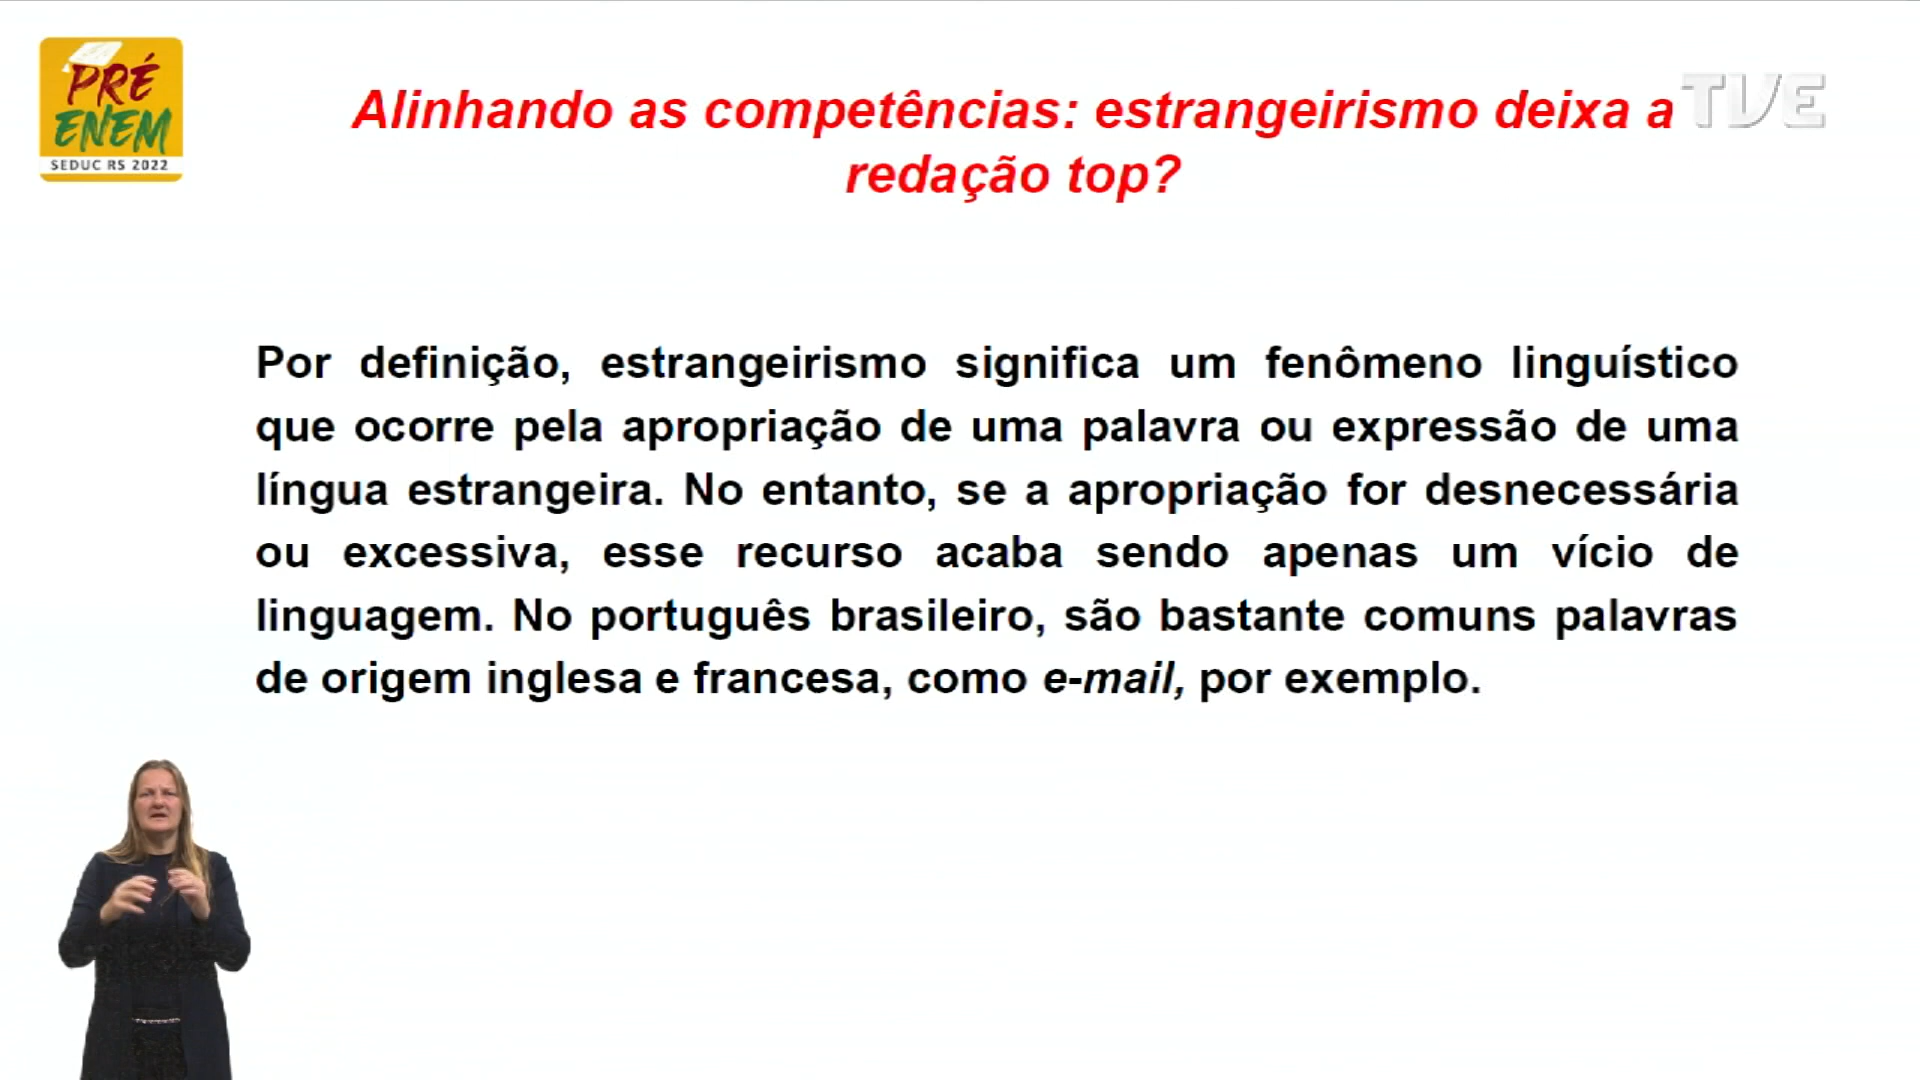 PRÉ
ENEM
SEDUC RS 2022
TVE
Alinhando as competências: estrangeirismo deixa a
redação top?
Por definição, estrangeirismo significa um fenômeno linguístico
que ocorre pela apropriação de uma palavra ou expressão de uma
língua estrangeira. No entanto, se a apropriação for desnecessária
ou excessiva, esse recurso acaba sendo apenas um vício de
linguagem. No português brasileiro, são bastante comuns palavras
de origem inglesa e francesa, como e-mail, por exemplo.